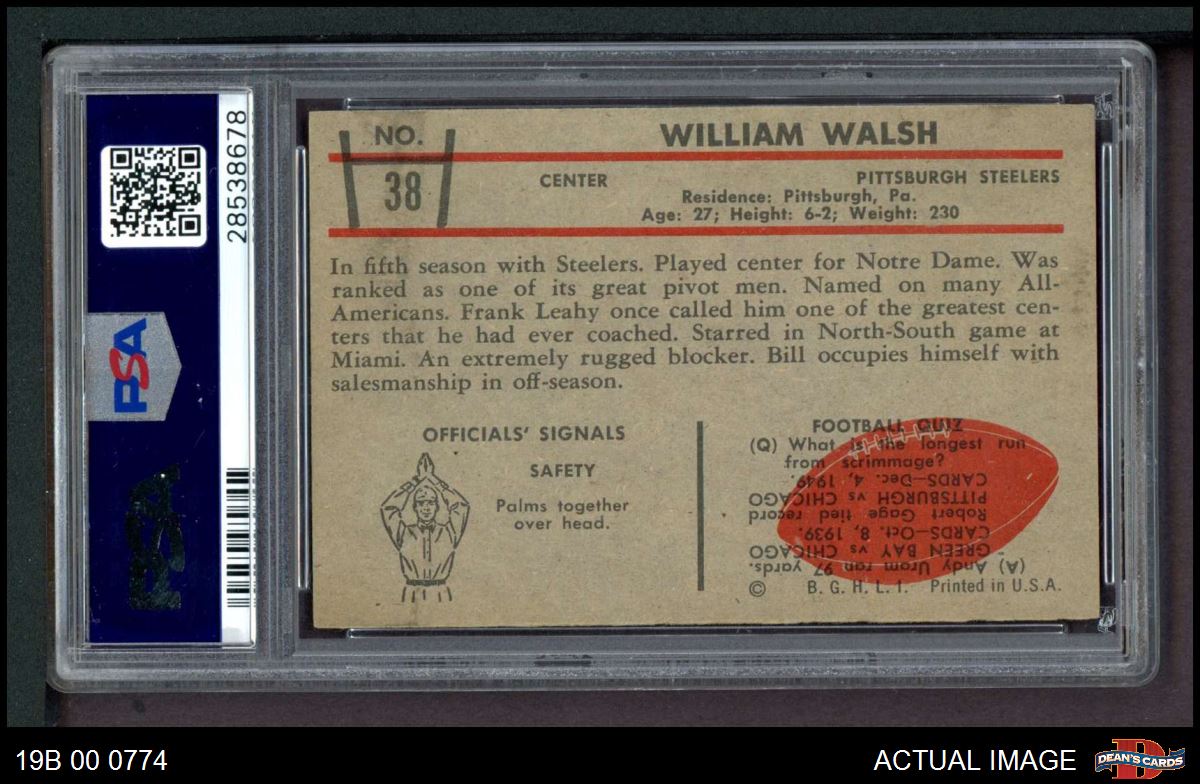 28538678
PSA
NO.
38
WILLIAM WALSH
CENTER
PITTSBURGH STEELERS
Residence: Pittsburgh, Pa.
Age: 27; Height: 6-2; Weight: 230
In fifth season with Steelers. Played center for Notre Dame. Was
ranked as one of its great pivot men. Named on many All-
Americans. Frank Leahy once called him one of the greatest cen-
ters that he had ever coached. Starred in North-South game at
Miami. An extremely rugged blocker. Bill occupies himself with
salesmanship in off-season.
OFFICIALS' SIGNALS
SAFETY
Palms together
over head.
FOOTBALL QUIZ
(Q) What is the longest run
from scrimmage?
(A) Andy Uram ran 97 yards.
GREEN BAY vs CHICAGO
CARDS—Oct. 8, 1939.
Robert Gage tied record
PITTSBURGH vs CHICAGO
CARDS—Dec. 4, 1949.
© B. G. H. L. I. Printed in U.S.A.
19B 00 0774
ACTUAL IMAGE
D
DEAN'S CARDS